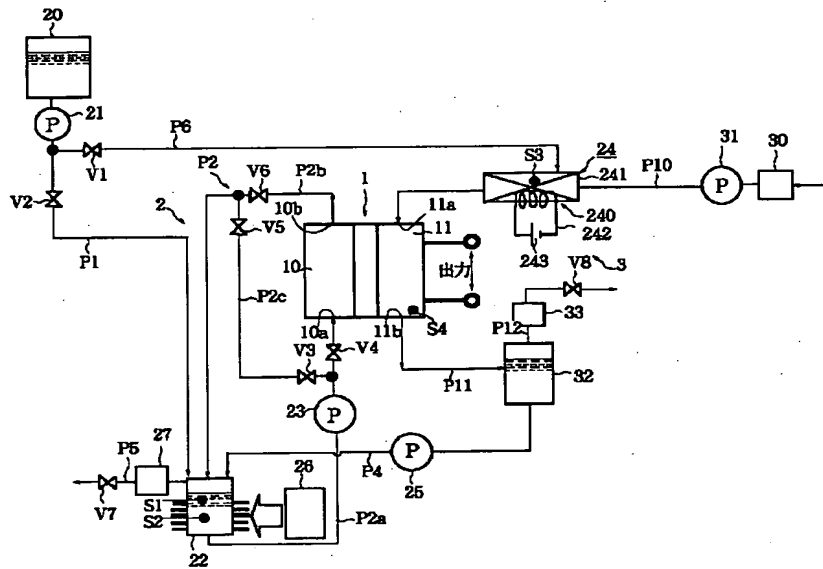 20
P
21
P6
V1
V2
P1
2
P2
V6
P2b
V5
P2c
1
10b
11a
10
11
10a
11b
S4
V3
V4
P
23
出力
S3
24
241
240
242
243
3
P10
31
P
30
V8
33
P12
32
P11
P
25
P4
P5
27
V7
S1
S2
22
26
P2a